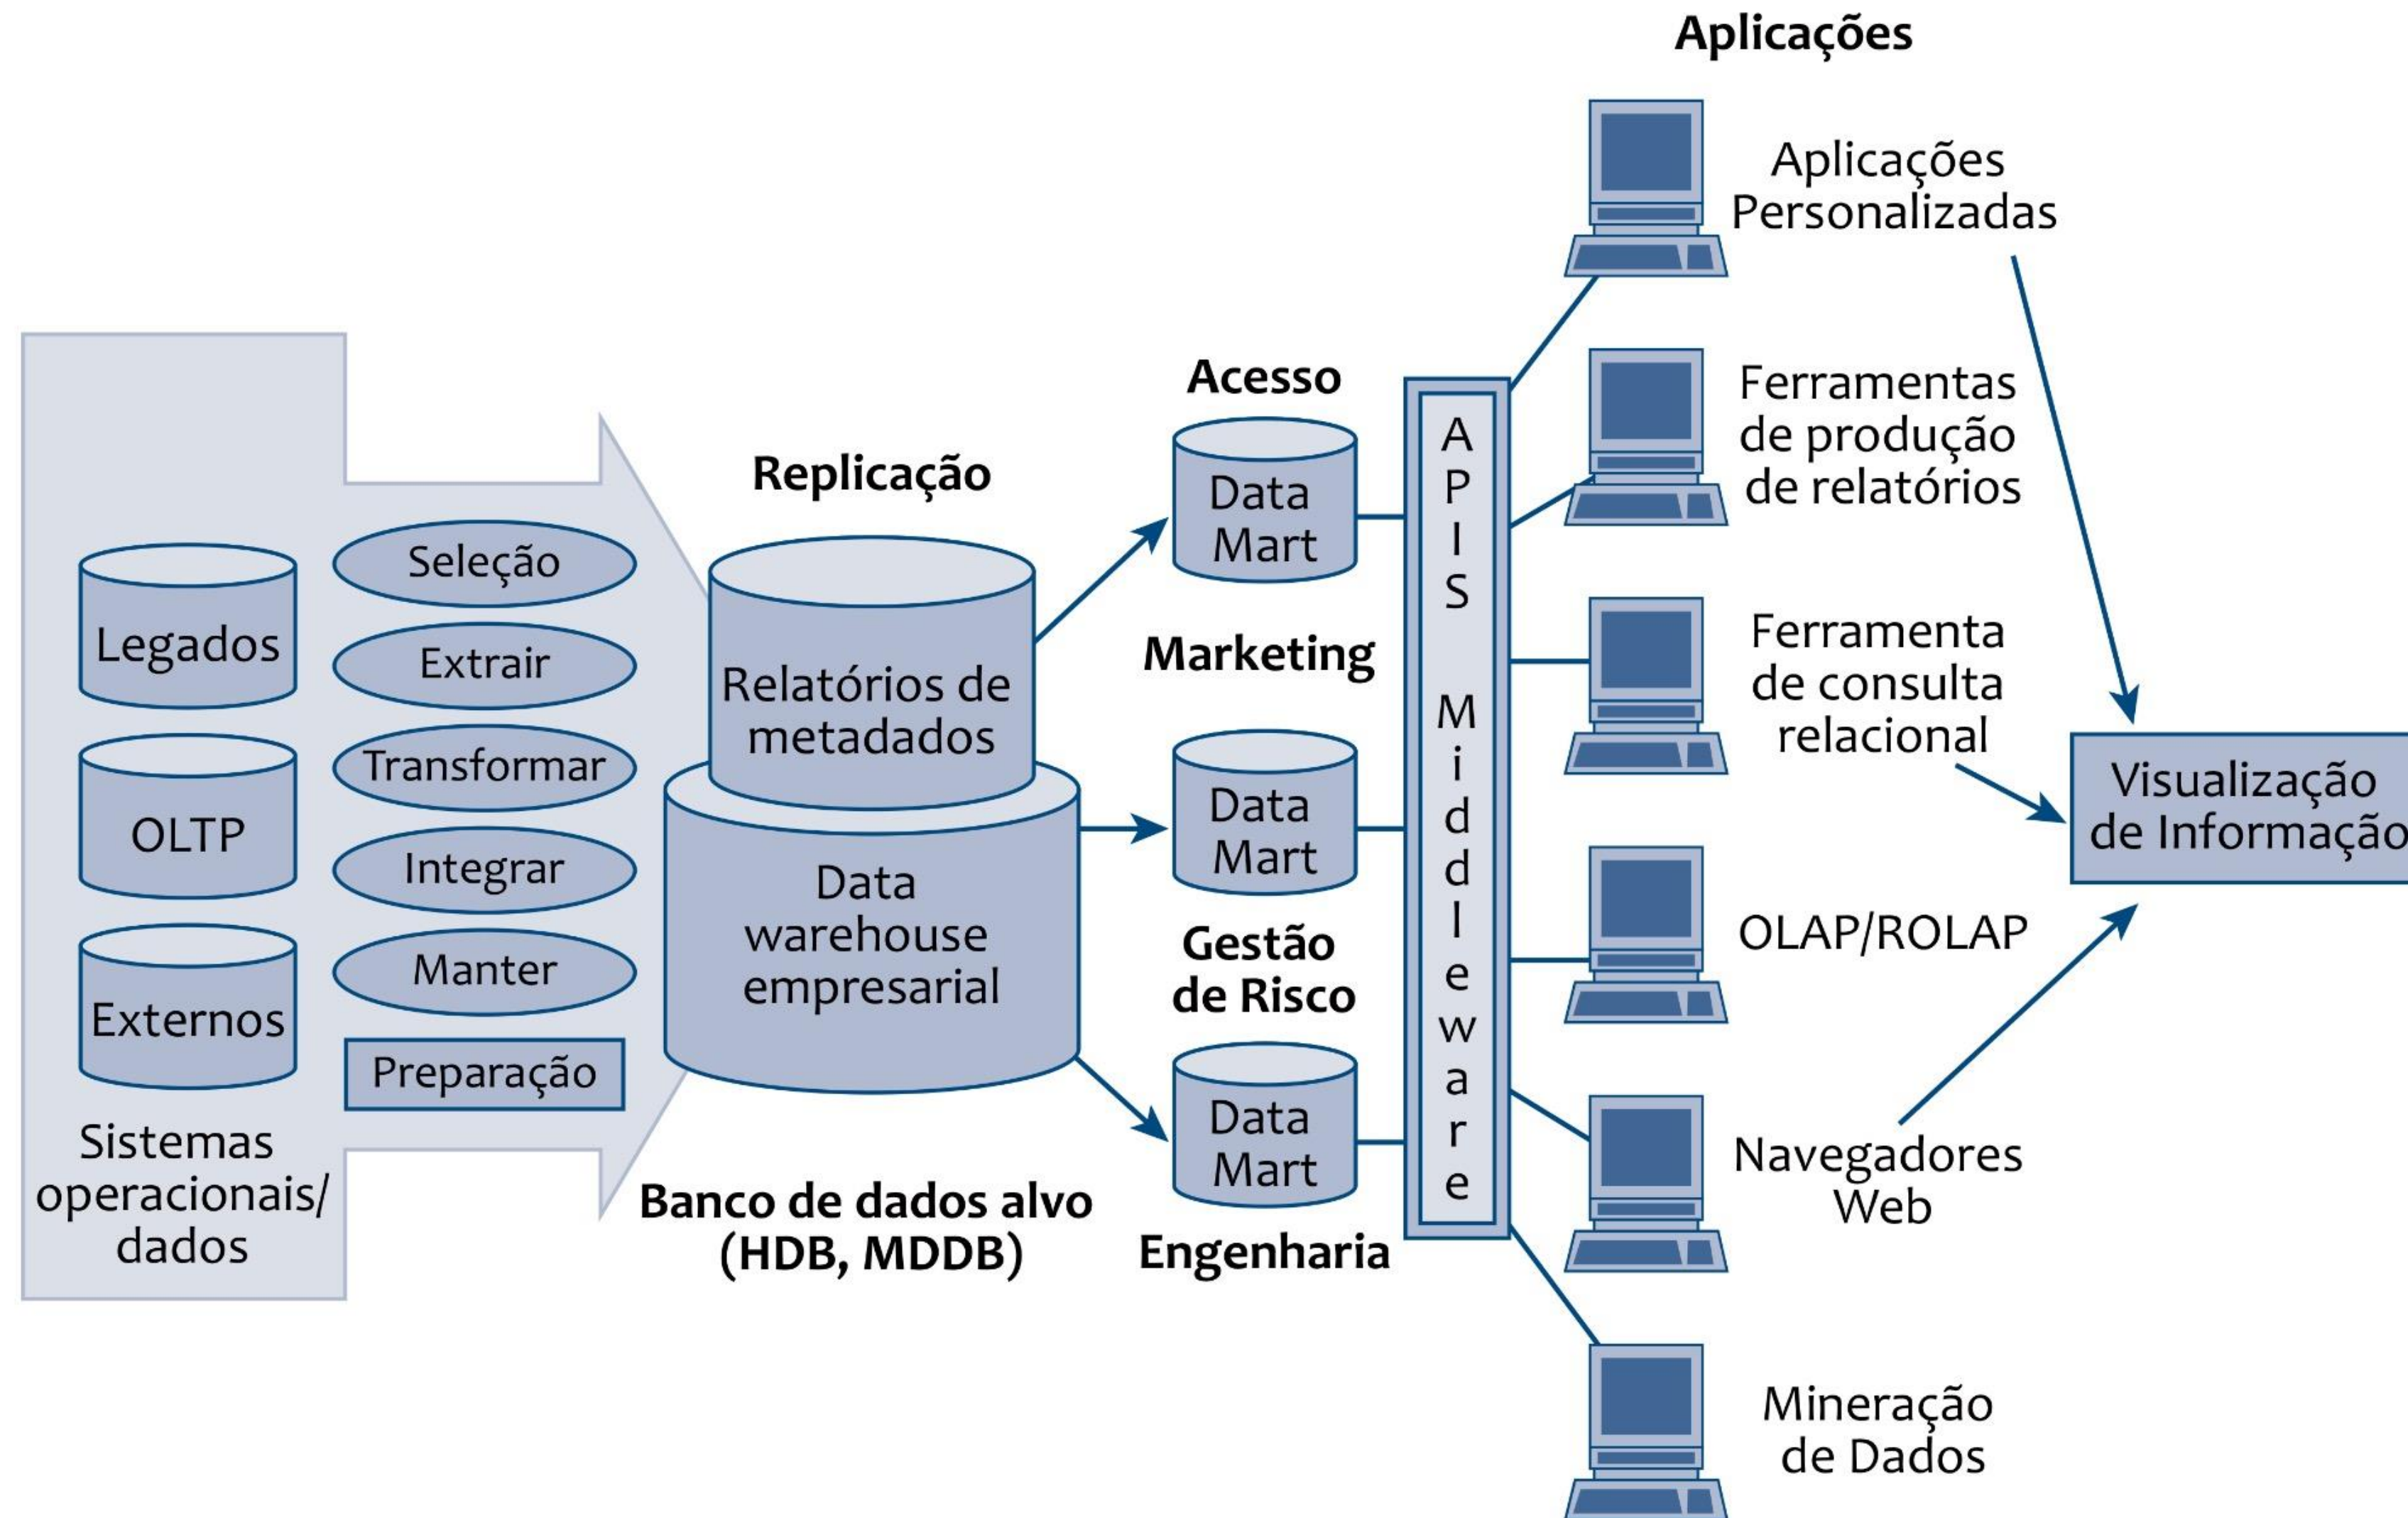 Aplicações
Aplicações
Personalizadas
Ferramentas
de produção
de relatórios
Ferramenta
de consulta
relacional
OLAP/ROLAP
Navegadores
Web
Mineração
de Dados
Visualização
de Informação
Legados
OLTP
Externos
Sistemas
operacionais/
dados
Seleção
Extrair
Transformar
Integrar
Manter
Preparação
Replicação
Relatórios de
metadados
Data
warehouse
empresarial
Banco de dados alvo
(HDB, MDDB)
Acesso
Data
Mart
Marketing
Data
Mart
Gestão
de Risco
Data
Mart
Engenharia
APIS Middleware